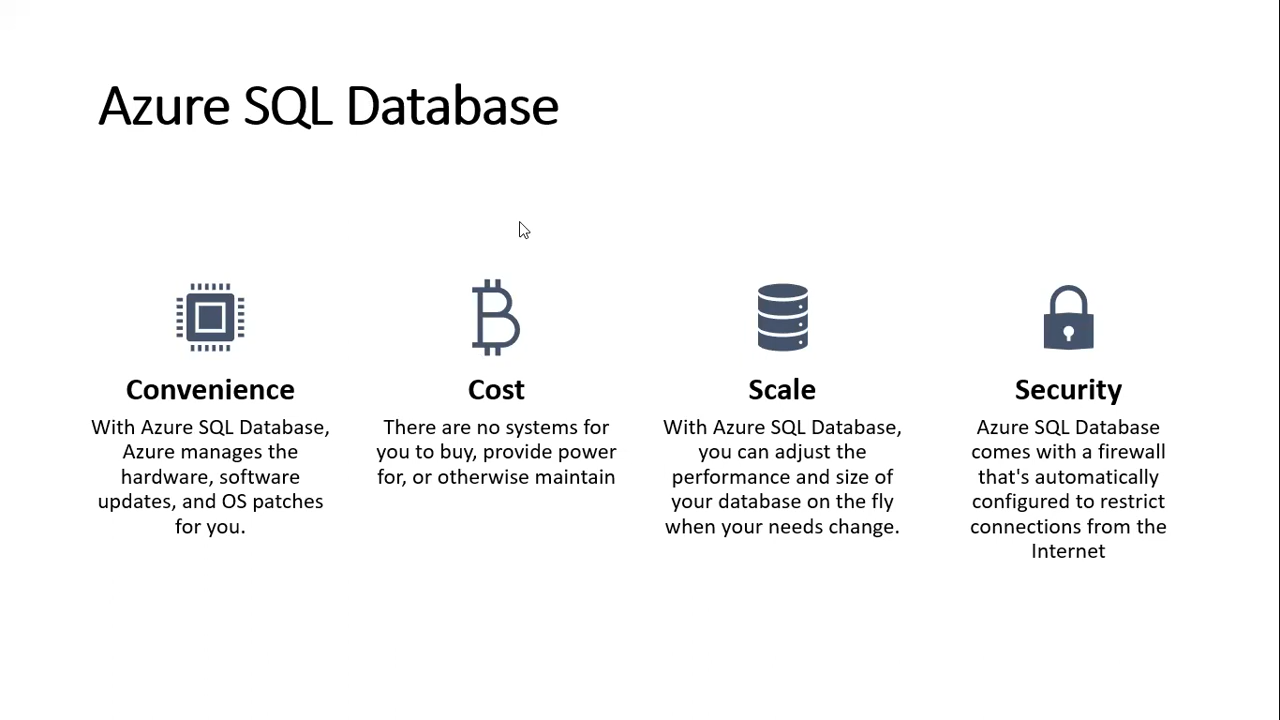 Azure SQL Database
Convenience
With Azure SQL Database,
Azure manages the
hardware, software
updates, and OS patches
for you.
Cost
There are no systems for
you to buy, provide power
for, or otherwise maintain
Scale
With Azure SQL Database,
you can adjust the
performance and size of
your database on the fly
when your needs change.
Security
Azure SQL Database
comes with a firewall
that's automatically
configured to restrict
connections from the
Internet